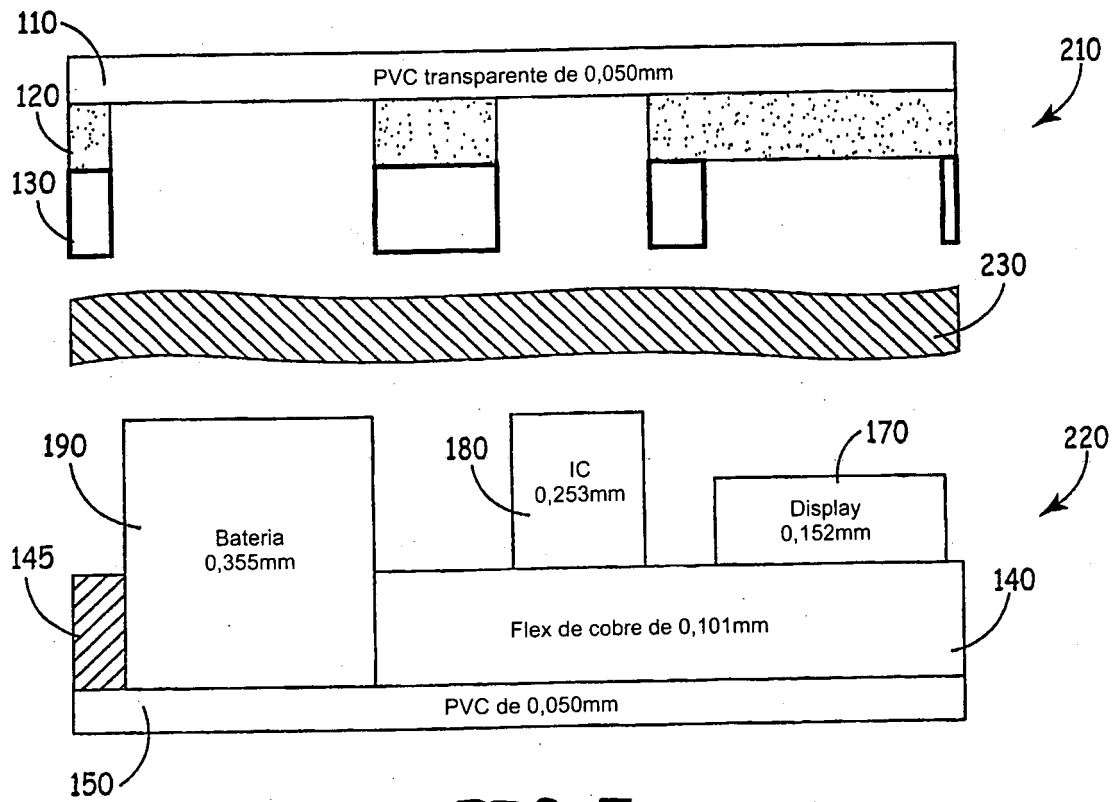 110
PVC transparente de 0,050mm
210
120
130
230
190
180
IC
0,253mm
170
220
Display
0,152mm
Bateria
0,355mm
145
140
Flex de cobre de 0,101mm
PVC de 0,050mm
150